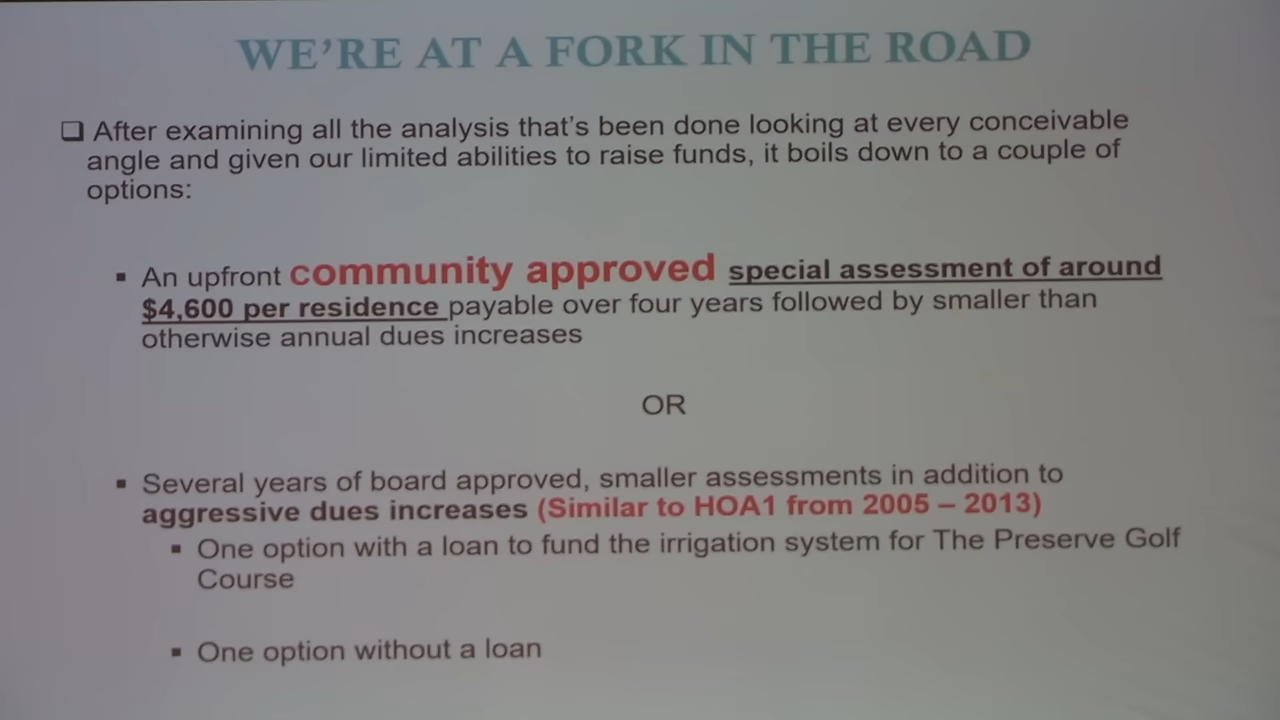 WE'RE AT A FORK IN THE ROAD
❑ After examining all the analysis that's been done looking at every conceivable
angle and given our limited abilities to raise funds, it boils down to a couple of
options:
▪ An upfront community approved special assessment of around
$4,600 per residence payable over four years followed by smaller than
otherwise annual dues increases
OR
▪ Several years of board approved, smaller assessments in addition to
aggressive dues increases (Similar to HOA1 from 2005 – 2013)
▪ One option with a loan to fund the irrigation system for The Preserve Golf
Course
▪ One option without a loan